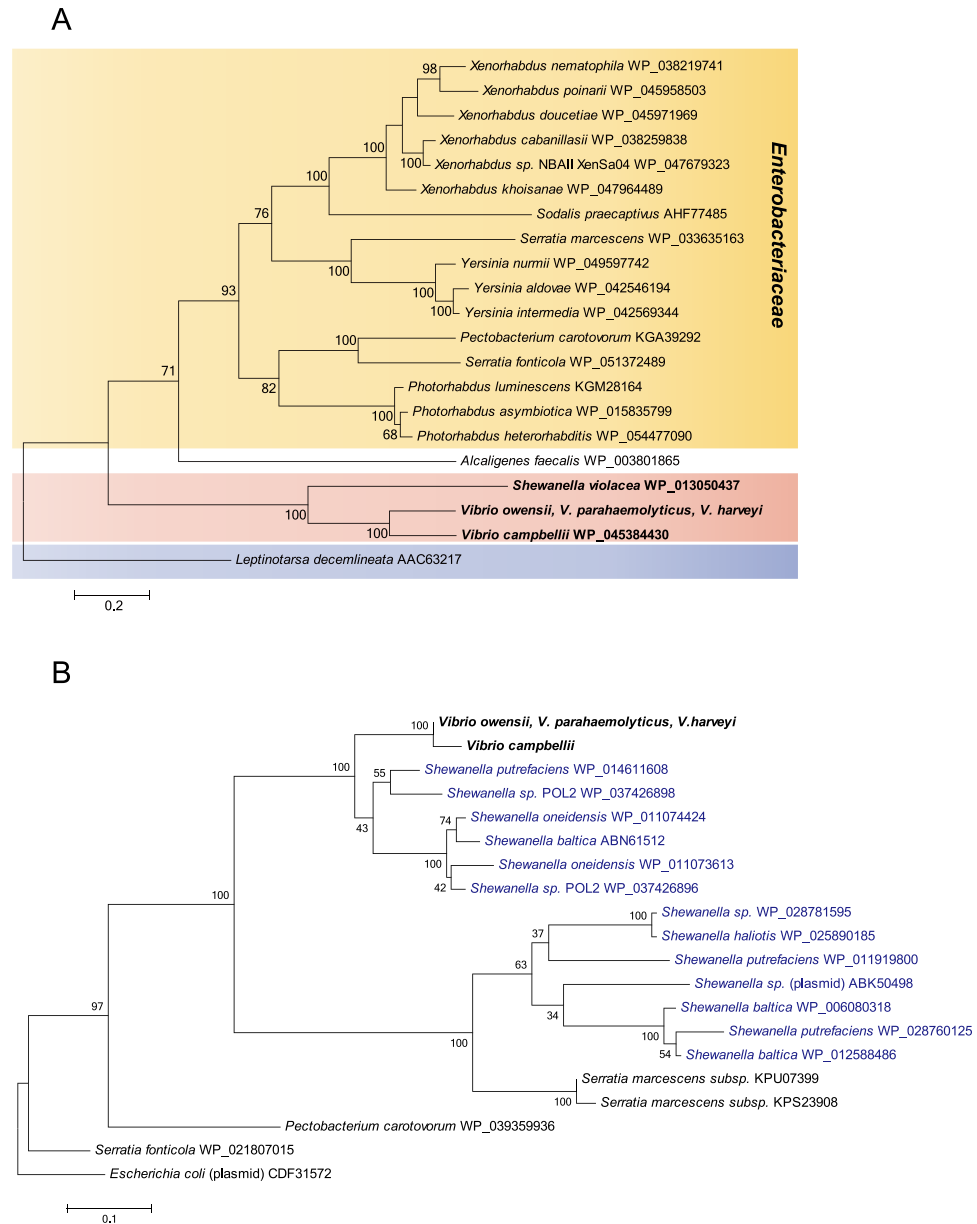 A
98
Xenorhabdus nematophila WP_038219741
Xenorhabdus poinarii WP_045958503
Xenorhabdus doucetiae WP_045971969
100
Xenorhabdus cabanillasii WP_038259838
100
Xenorhabdus sp. NBAII XenSa04 WP_047679323
100
Xenorhabdus khoisanae WP_047964489
76
Sodalis praecaptivus AHF77485
Serratia marcescens WP_033635163
100
Yersinia nurmii WP_049597742
100
Yersinia aldovae WP_042546194
93
100
Yersinia intermedia WP_042569344
100
Pectobacterium carotovorum KGA39292
Serratia fonticola WP_051372489
71
82
Photorhabdus luminescens KGM28164
100
Photorhabdus asymbiotica WP_015835799
68
Photorhabdus heterorhabditis WP_054477090
Enterobacteriaceae
Alcaligenes faecalis WP_003801865
Shewanella violacea WP_013050437
100
Vibrio owensii, V. parahaemolyticus, V. harveyi
100
Vibrio campbellii WP_045384430
Leptinotarsa decemlineata AAC63217
0.2
B
100
Vibrio owensii, V. parahaemolyticus, V.harveyi
Vibrio campbellii
100
55
Shewanella putrefaciens WP_014611608
Shewanella sp. POL2 WP_037426898
74
Shewanella oneidensis WP_011074424
43
Shewanella baltica ABN61512
100
Shewanella oneidensis WP_011073613
42
Shewanella sp. POL2 WP_037426896
100
100
Shewanella sp. WP_028781595
37
Shewanella haliotis WP_025890185
Shewanella putrefaciens WP_011919800
63
Shewanella sp. (plasmid) ABK50498
97
34
Shewanella baltica WP_006080318
100
Shewanella putrefaciens WP_028760125
100
54
Shewanella baltica WP_012588486
Serratia marcescens subsp. KPU07399
100
Serratia marcescens subsp. KPS23908
Pectobacterium carotovorum WP_039359936
Serratia fonticola WP_021807015
Escherichia coli (plasmid) CDF31572
0.1